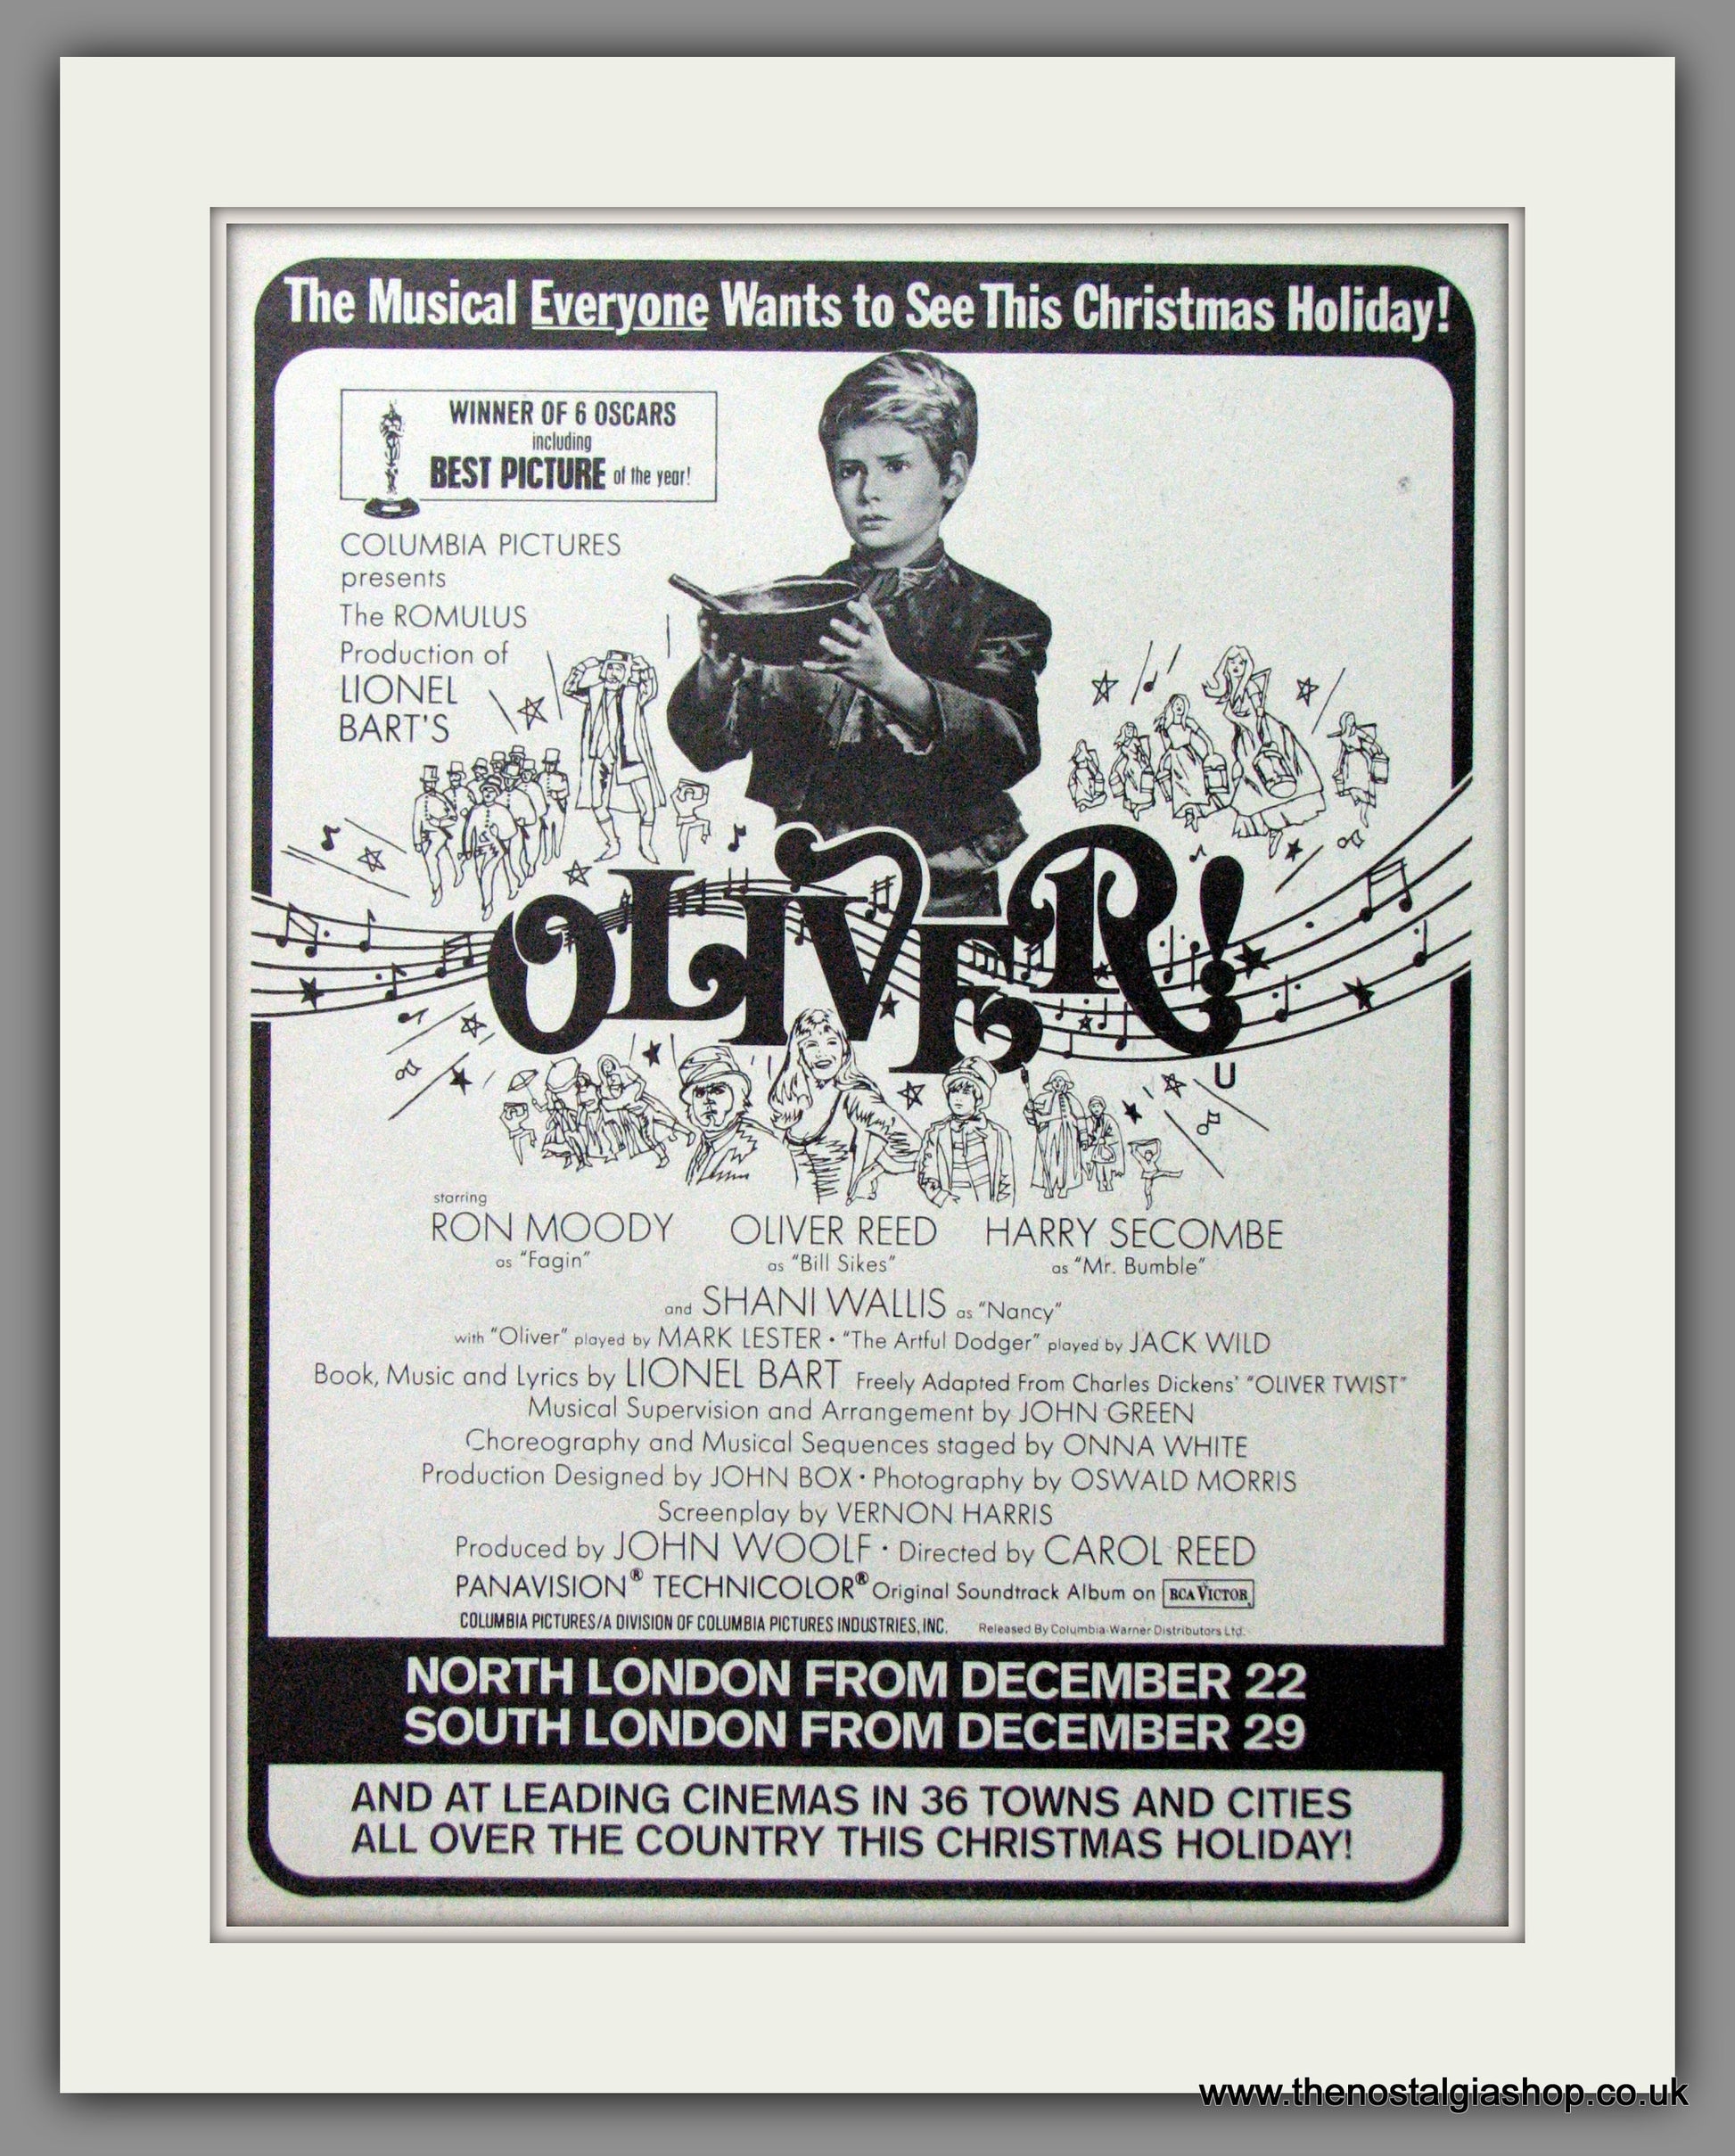 The Musical Everyone Wants to See This Christmas Holiday!
WINNER OF 6 OSCARS
including
BEST PICTURE of the year!
COLUMBIA PICTURES
presents
The ROMULUS
Production of
LIONEL
BART'S
OLIVER!
U
starring
RON MOODY OLIVER REED HARRY SECOMBE
as "Fagin" as "Bill Sikes" as "Mr. Bumble"
and SHANI WALLIS as "Nancy"
with "Oliver" played by MARK LESTER • "The Artful Dodger" played by JACK WILD
Book, Music and Lyrics by LIONEL BART Freely Adapted From Charles Dickens' "OLIVER TWIST"
Musical Supervision and Arrangement by JOHN GREEN
Choreography and Musical Sequences staged by ONNA WHITE
Production Designed by JOHN BOX • Photography by OSWALD MORRIS
Screenplay by VERNON HARRIS
Produced by JOHN WOOLF • Directed by CAROL REED
PANAVISION® TECHNICOLOR® Original Soundtrack Album on RCA VICTOR
COLUMBIA PICTURES/A DIVISION OF COLUMBIA PICTURES INDUSTRIES, INC. Released By Columbia-Warner Distributors Ltd.
NORTH LONDON FROM DECEMBER 22
SOUTH LONDON FROM DECEMBER 29
AND AT LEADING CINEMAS IN 36 TOWNS AND CITIES
ALL OVER THE COUNTRY THIS CHRISTMAS HOLIDAY!
www.thenostalgiashop.co.uk